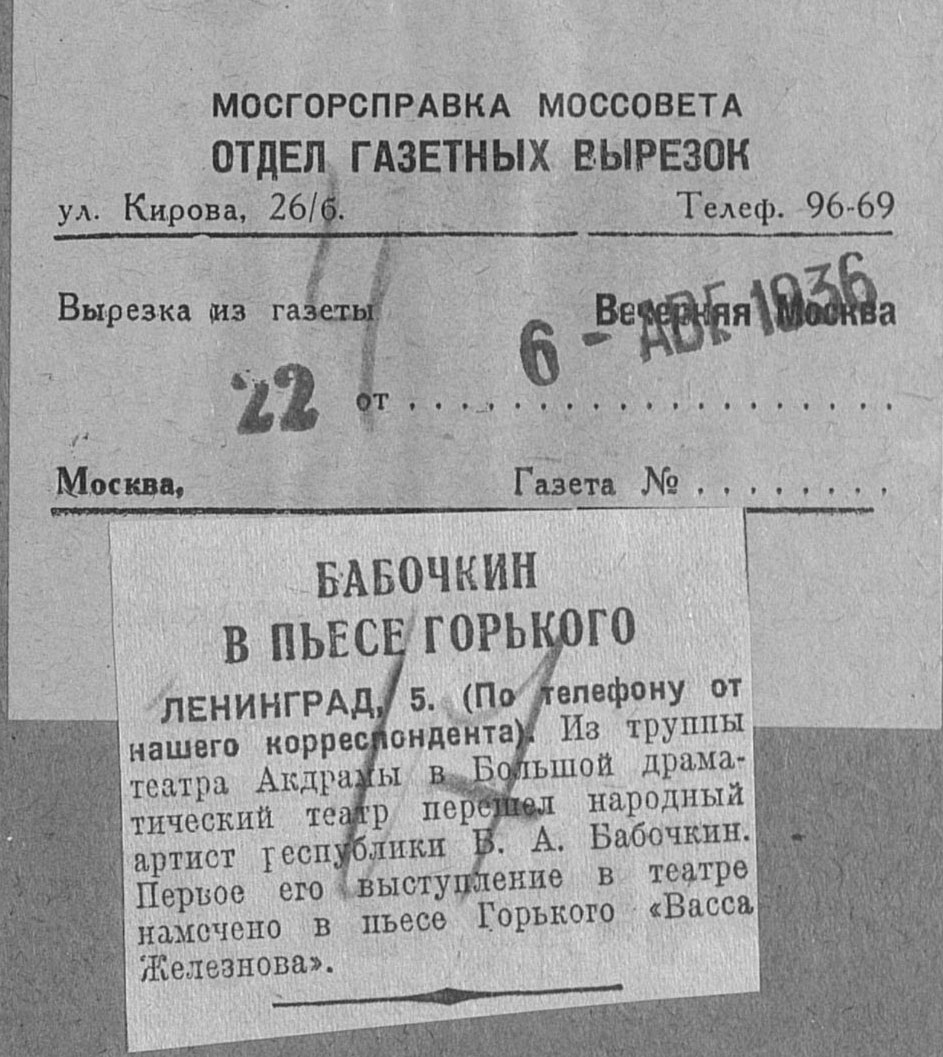 МОСГОРСПРАВКА МОССОВЕТА
ОТДЕЛ ГАЗЕТНЫХ ВЫРЕЗОК
ул. Кирова, 26/б. Телеф. 96-69
Вырезка из газеты Вечерняя Москва
6 - АВГ 1936
22 от . . . . . . . . . . . . . . . . . . .
Москва, Газета № . . . . . . . .
БАБОЧКИН
В ПЬЕСЕ ГОРЬКОГО
ЛЕНИНГРАД, 5. (По телефону от
нашего корреспондента). Из труппы
театра Акдрамы в Большой драма-
тический театр перешел народный
артист республики Б. А. Бабочкин.
Первое его выступление в театре
намечено в пьесе Горького «Васса
Железнова».